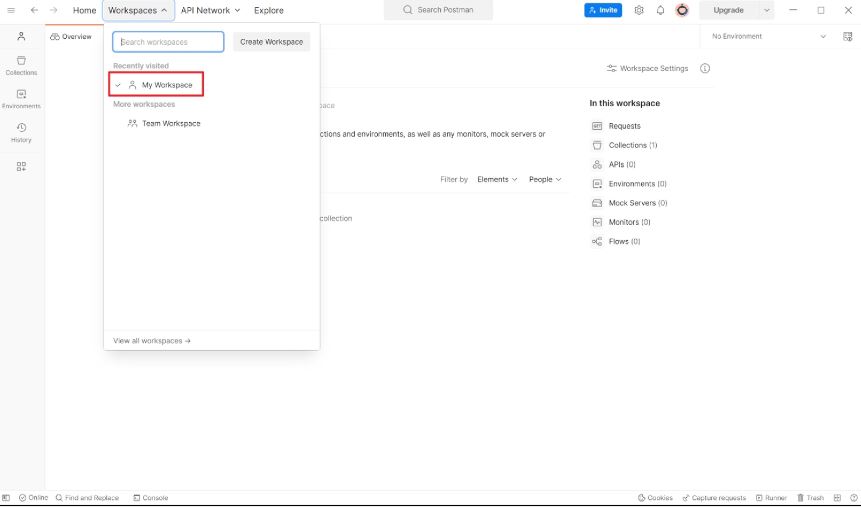 Home Workspaces API Network Explore Search Postman Invite Upgrade
Overview
No Environment
Search workspaces Create Workspace
Recently visited
My Workspace
More workspaces
Team Workspace
View all workspaces →
Collections
Environments
History
Workspace Settings
ctions and environments, as well as any monitors, mock servers or
Filter by Elements People
collection
In this workspace
Requests
Collections (1)
APIs (0)
Environments (0)
Mock Servers (0)
Monitors (0)
Flows (0)
Online Find and Replace Console Cookies Capture requests Runner Trash